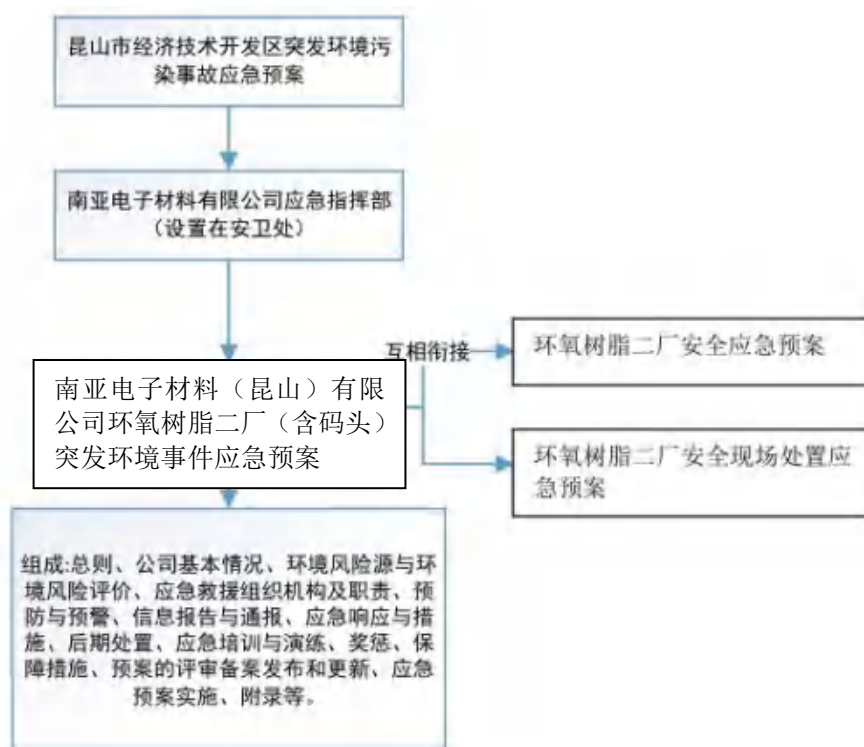 昆山市经济技术开发区突发环境污
染事故应急预案
南亚电子材料有限公司应急指挥部
（设置在安卫处）
互相衔接
环氧树脂二厂安全应急预案
南亚电子材料（昆山）有限
公司环氧树脂二厂（含码头）
突发环境事件应急预案
环氧树脂二厂安全现场处置应
急预案
组成:总则、公司基本情况、环境风险源与环
境风险评价、应急救援组织机构及职责、预
防与预警、信息报告与通报、应急响应与措
施、后期处置、应急培训与演练、奖惩、保
障措施、预案的评审备案发布和更新、应急
预案实施、附录等。